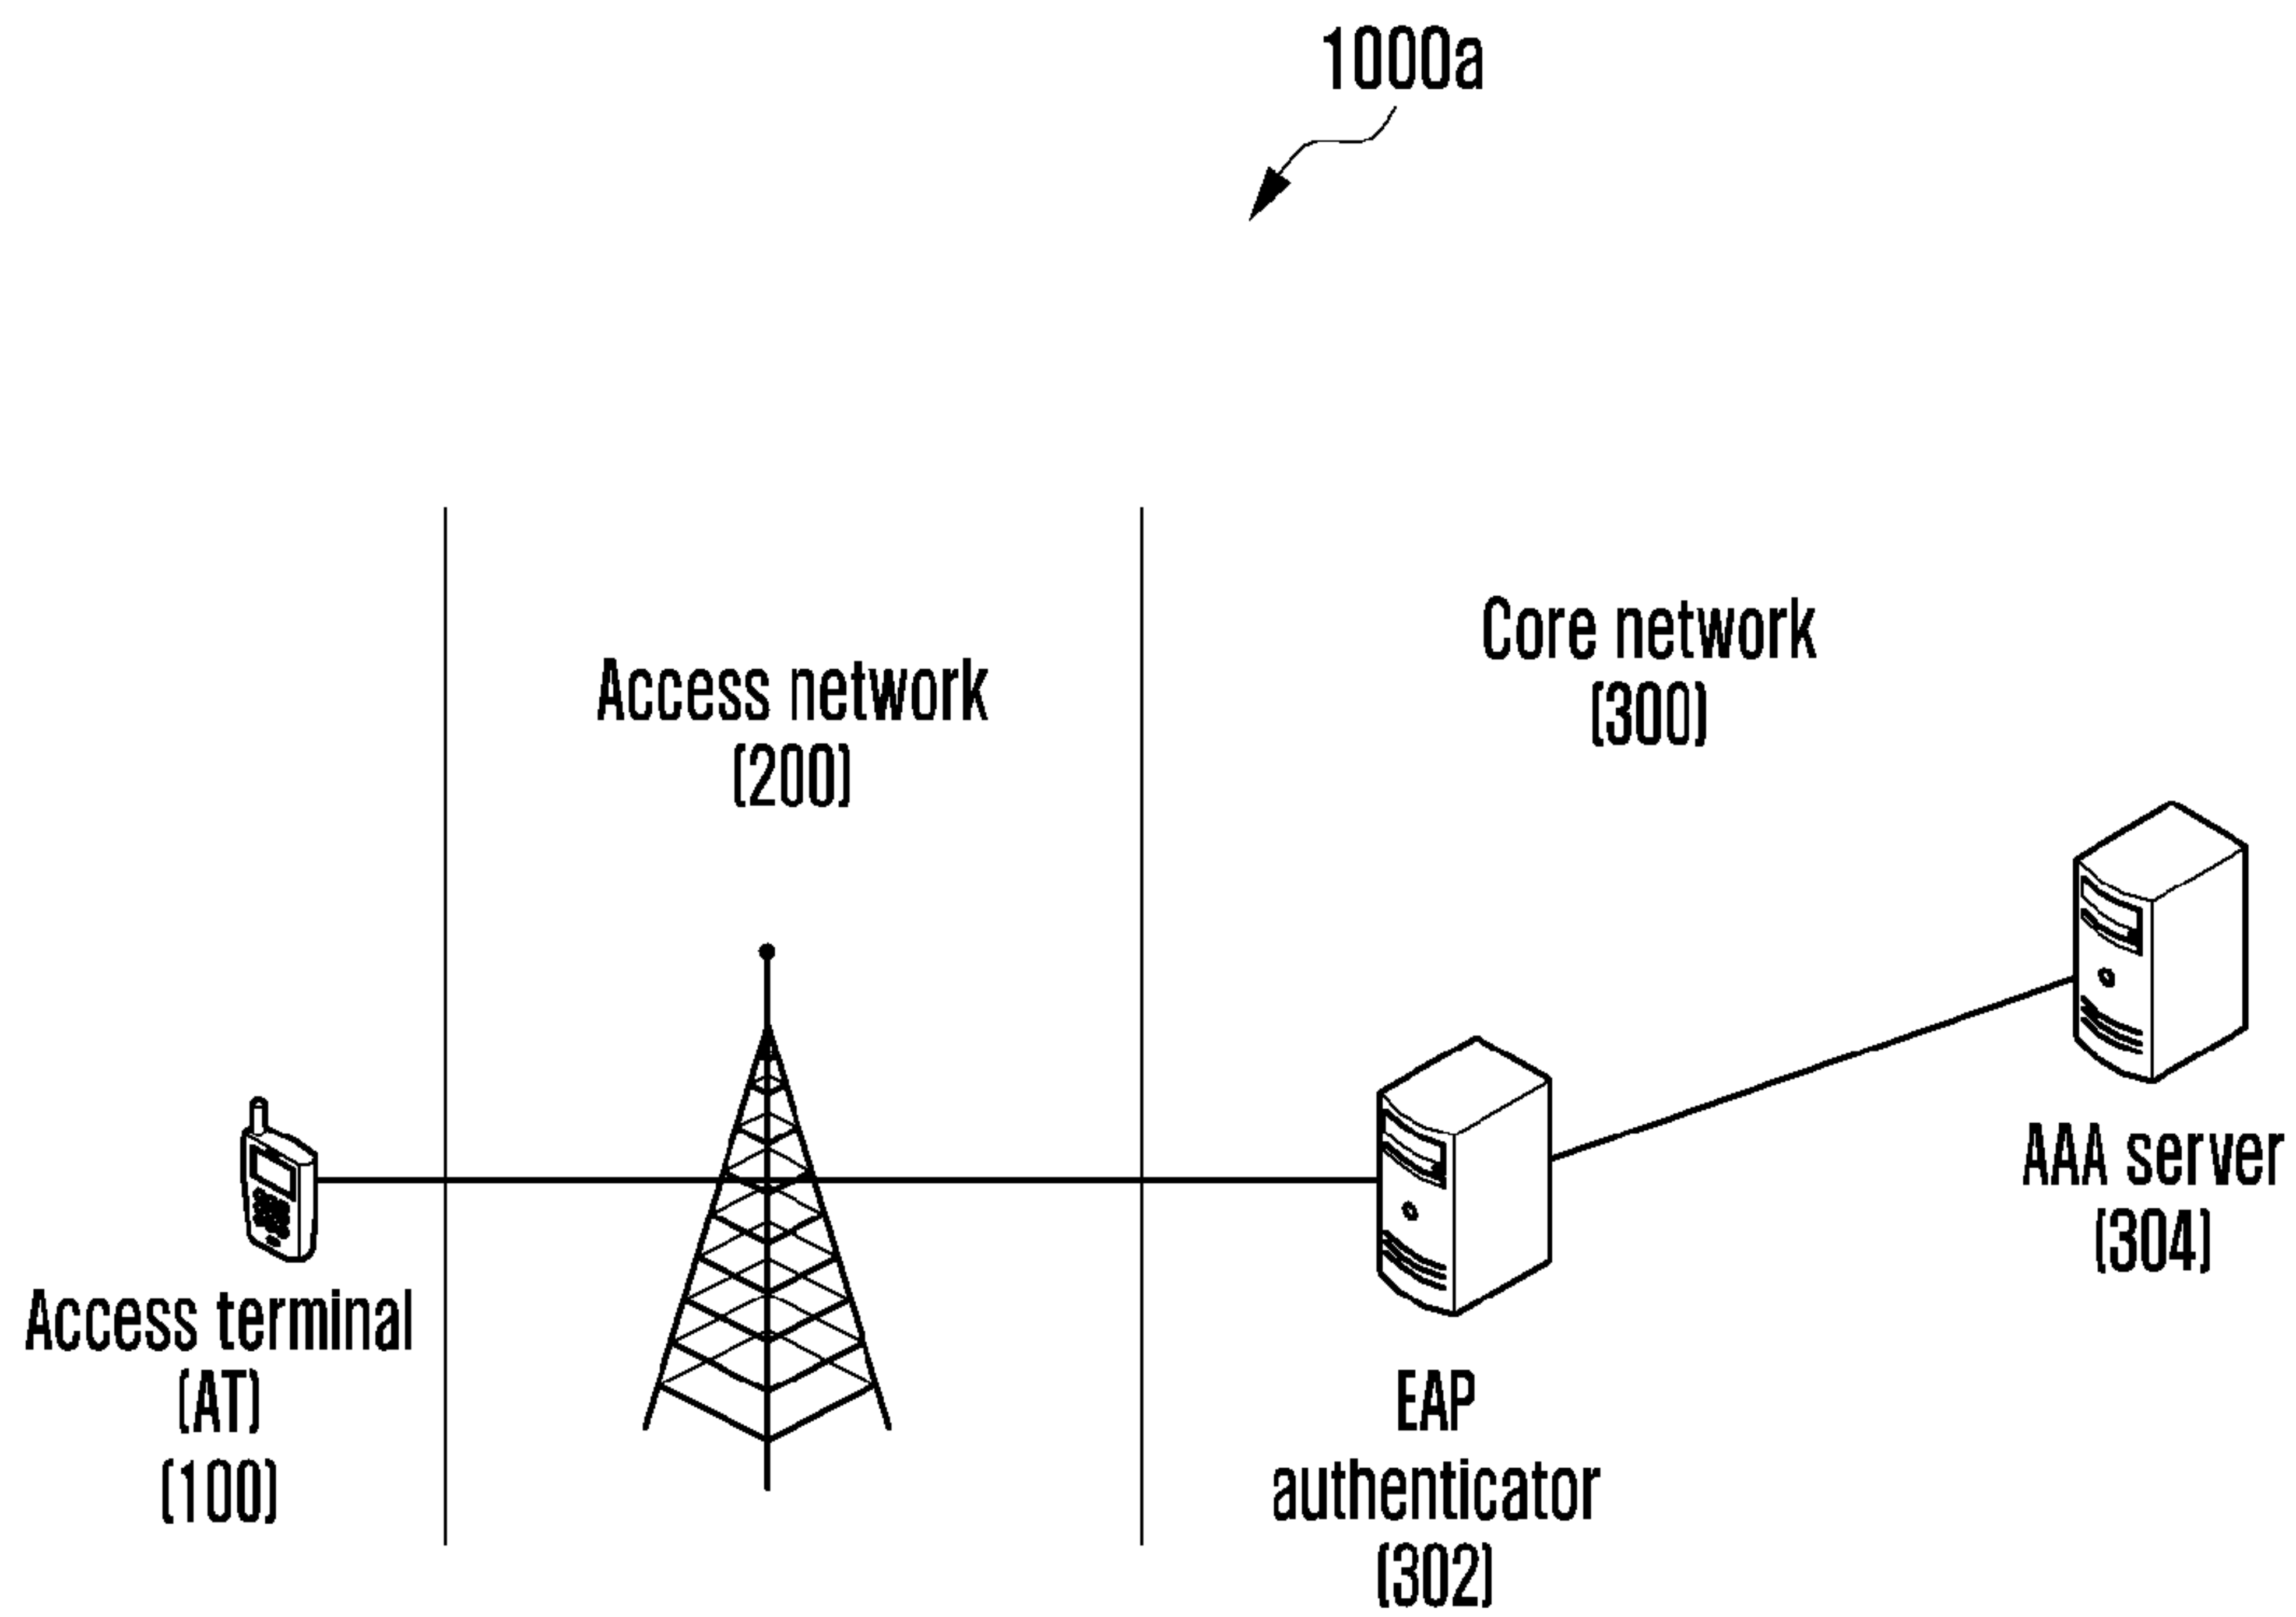 1000a
Core network
(300)
Access network
(200)
AAA server
(304)
Access terminal
(AT)
(100)
EAP
authenticator
(302)